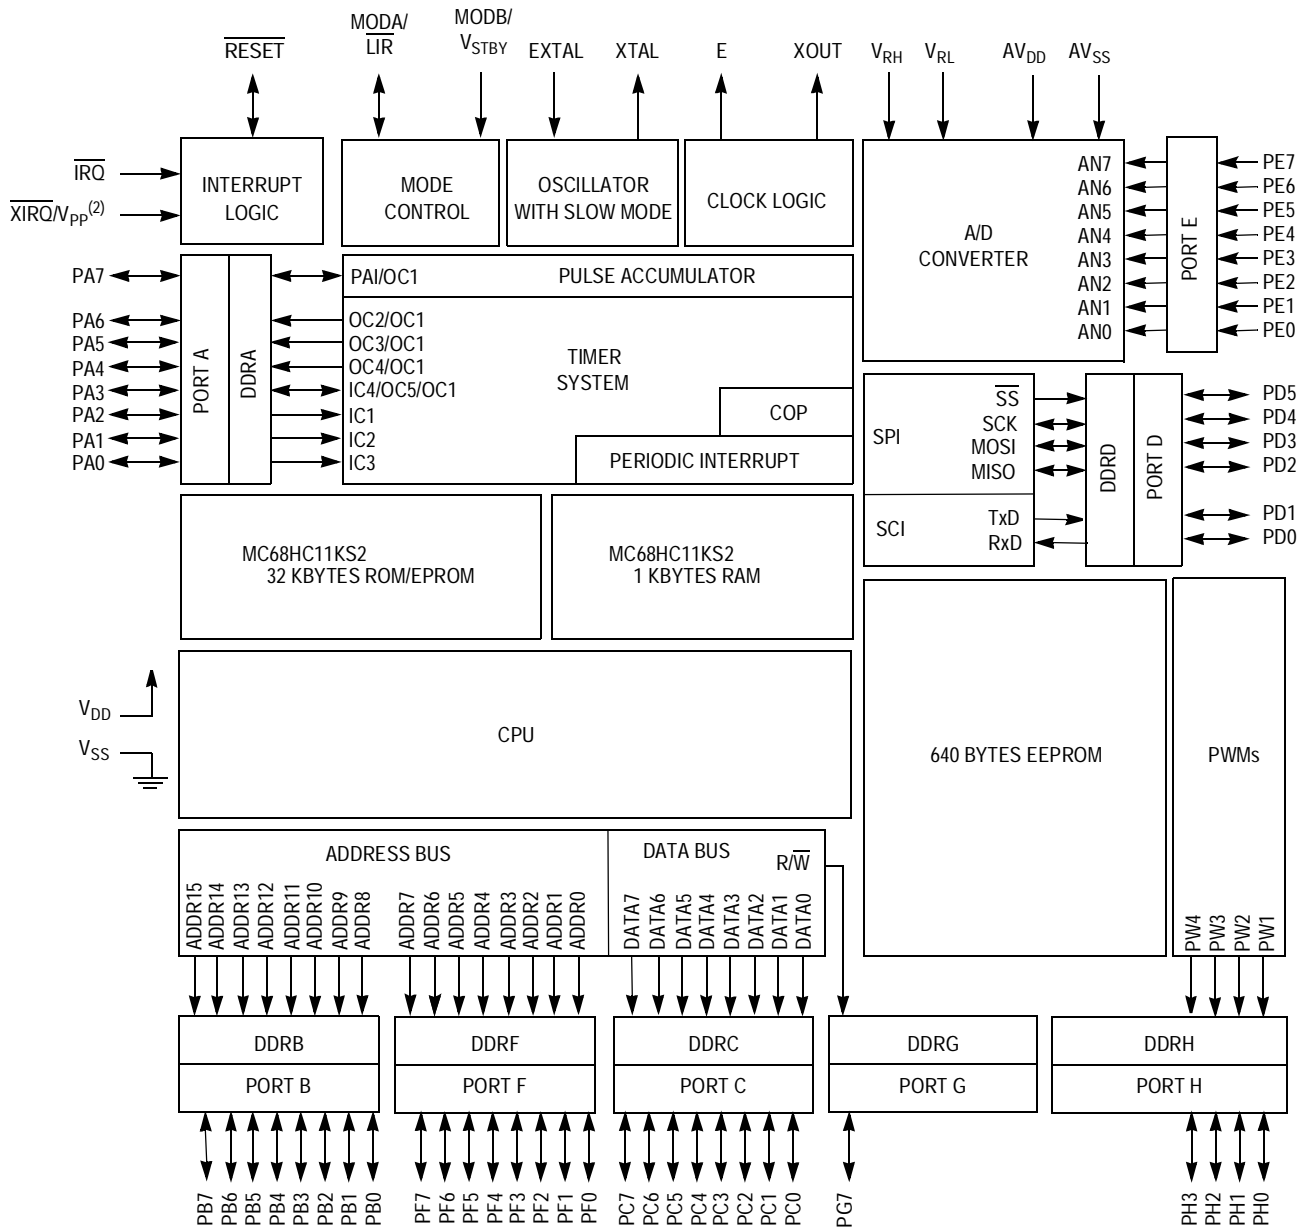 RESET
MODA/
LIR
MODB/
VSTBY
EXTAL
XTAL
E
XOUT
VRH
VRL
AVDD
AVSS
IRQ
XIRQ/VPP(2)
INTERRUPT
LOGIC
MODE
CONTROL
OSCILLATOR
WITH SLOW MODE
CLOCK LOGIC
A/D
CONVERTER
AN7
AN6
AN5
AN4
AN3
AN2
AN1
AN0
PORT E
PE7
PE6
PE5
PE4
PE3
PE2
PE1
PE0
PA7
PA6
PA5
PA4
PA3
PA2
PA1
PA0
PORT A
DDRA
PAI/OC1
PULSE ACCUMULATOR
OC2/OC1
OC3/OC1
OC4/OC1
IC4/OC5/OC1
IC1
IC2
IC3
TIMER
SYSTEM
COP
PERIODIC INTERRUPT
SPI
SS
SCK
MOSI
MISO
SCI
TxD
RxD
DDRD
PORT D
PD5
PD4
PD3
PD2
PD1
PD0
MC68HC11KS2
32 KBYTES ROM/EPROM
MC68HC11KS2
1 KBYTES RAM
VDD
VSS
CPU
640 BYTES EEPROM
PWMs
PW4
PW3
PW2
PW1
ADDRESS BUS
DATA BUS
R/W
ADDR15
ADDR14
ADDR13
ADDR12
ADDR11
ADDR10
ADDR9
ADDR8
ADDR7
ADDR6
ADDR5
ADDR4
ADDR3
ADDR2
ADDR1
ADDR0
DATA7
DATA6
DATA5
DATA4
DATA3
DATA2
DATA1
DATA0
DDRB
PORT B
DDRF
PORT F
DDRC
PORT C
DDRG
PORT G
DDRH
PORT H
PB7
PB6
PB5
PB4
PB3
PB2
PB1
PB0
PF7
PF6
PF5
PF4
PF3
PF2
PF1
PF0
PC7
PC6
PC5
PC4
PC3
PC2
PC1
PC0
PG7
PH3
PH2
PH1
PH0